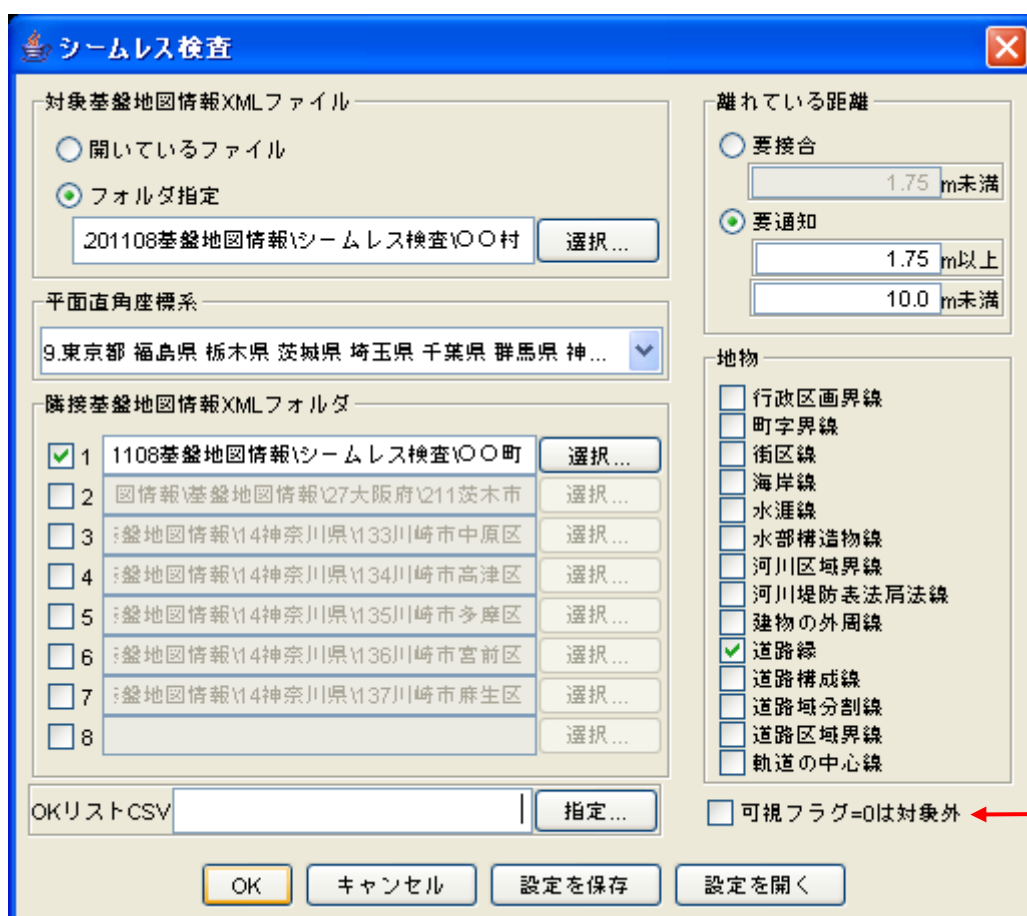 シームレス検査
対象基盤地図情報XMLファイル
開いているファイル
フォルダ指定
201108基盤地図情報\シームレス検査\〇〇村
選択...
平面直角座標系
9.東京都 福島県 栃木県 茨城県 埼玉県 千葉県 群馬県 神...
隣接基盤地図情報XMLフォルダ
1 1108基盤地図情報\シームレス検査\〇〇町 選択...
2 図情報\基盤地図情報\27大阪府\211茨木市 選択...
3 盤地図情報\14神奈川県\133川崎市中原区 選択...
4 盤地図情報\14神奈川県\134川崎市高津区 選択...
5 盤地図情報\14神奈川県\135川崎市多摩区 選択...
6 盤地図情報\14神奈川県\136川崎市宮前区 選択...
7 盤地図情報\14神奈川県\137川崎市麻生区 選択...
8 選択...
OKリストCSV 指定...
離れている距離
要接合
1.75 m未満
要通知
1.75 m以上
10.0 m未満
地物
行政区画界線
町字界線
街区線
海岸線
水涯線
水部構造物線
河川区域界線
河川堤防表法肩法線
建物の外周線
道路縁
道路構成線
道路域分割線
道路区域界線
軌道の中心線
可視フラグ=0は対象外
OK キャンセル 設定を保存 設定を開く